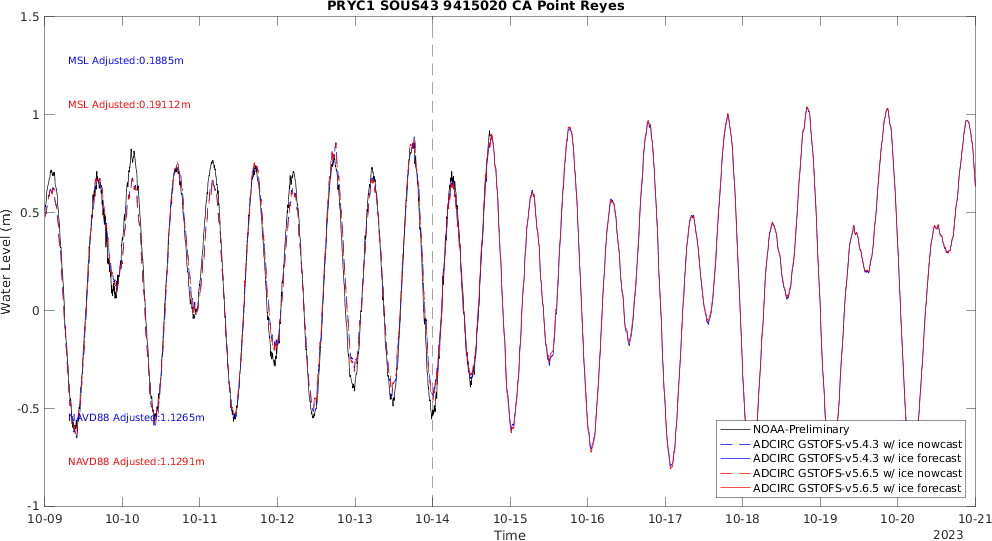 PRYC1 SOUS43 9415020 CA Point Reyes
1.5
MSL Adjusted:0.1885m
MSL Adjusted:0.19112m
1
0.5
Water Level (m)
0
-0.5
NAVD88 Adjusted:1.1265m
NAVD88 Adjusted:1.1291m
-1
NOAA-Preliminary
ADCIRC GSTOFS-v5.4.3 w/ ice nowcast
ADCIRC GSTOFS-v5.4.3 w/ ice forecast
ADCIRC GSTOFS-v5.6.5 w/ ice nowcast
ADCIRC GSTOFS-v5.6.5 w/ ice forecast
10-09 10-10 10-11 10-12 10-13 10-14 10-15 10-16 10-17 10-18 10-19 10-20 10-21
Time
2023